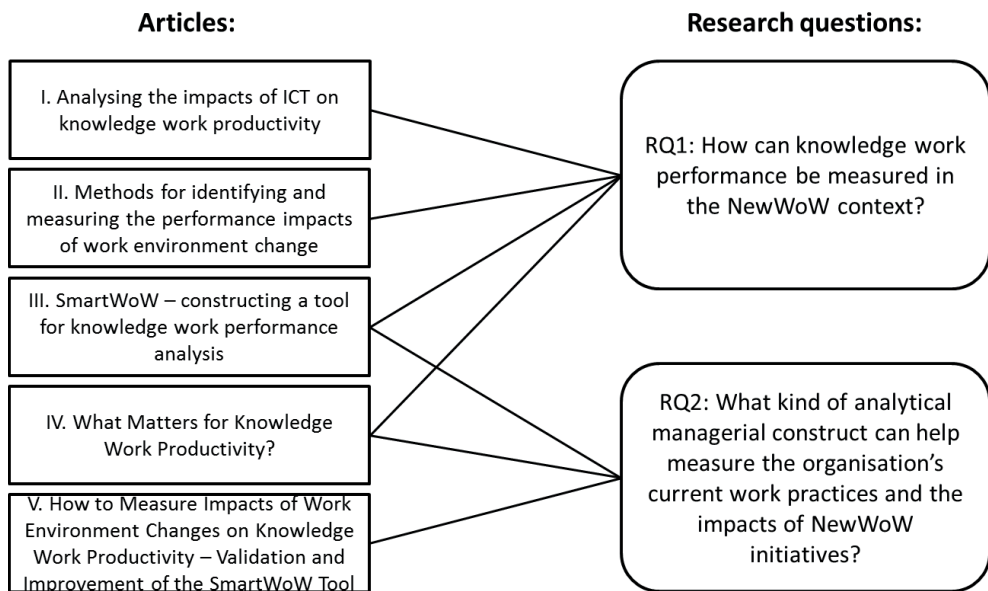 Articles:
I. Analysing the impacts of ICT on
knowledge work productivity
II. Methods for identifying and
measuring the performance impacts
of work environment change
III. SmartWoW – constructing a tool
for knowledge work performance
analysis
IV. What Matters for Knowledge
Work Productivity?
V. How to Measure Impacts of Work
Environment Changes on Knowledge
Work Productivity – Validation and
Improvement of the SmartWoW Tool
Research questions:
RQ1: How can knowledge work
performance be measured in
the NewWoW context?
RQ2: What kind of analytical
managerial construct can help
measure the organisation’s
current work practices and the
impacts of NewWoW
initiatives?